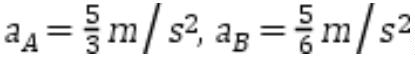 a_A = 5/3 m / s², a_B = 5/6 m / s²